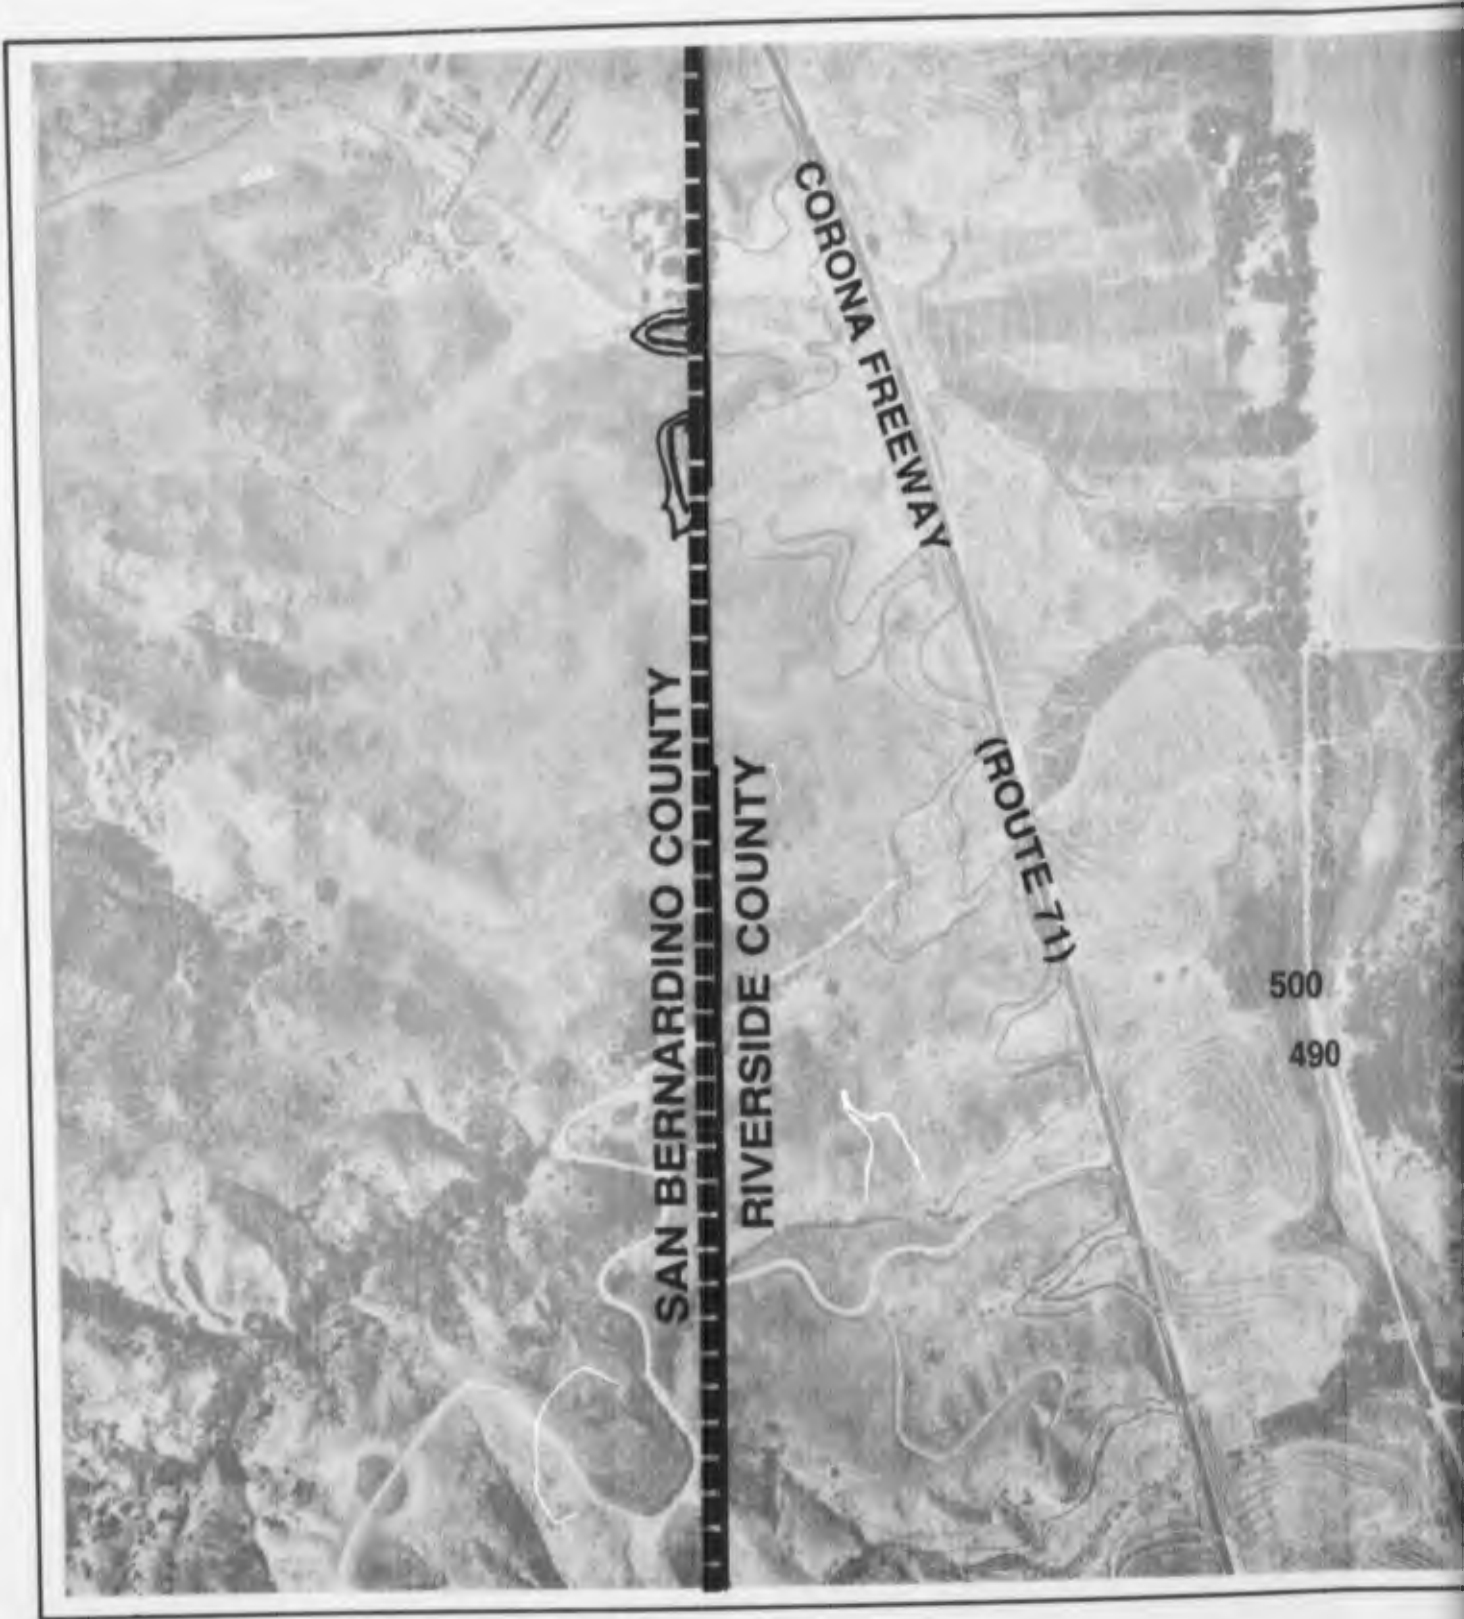 CORONA FREEWAY
(ROUTE 71)
SAN BERNARDINO COUNTY
RIVERSIDE COUNTY
500
490